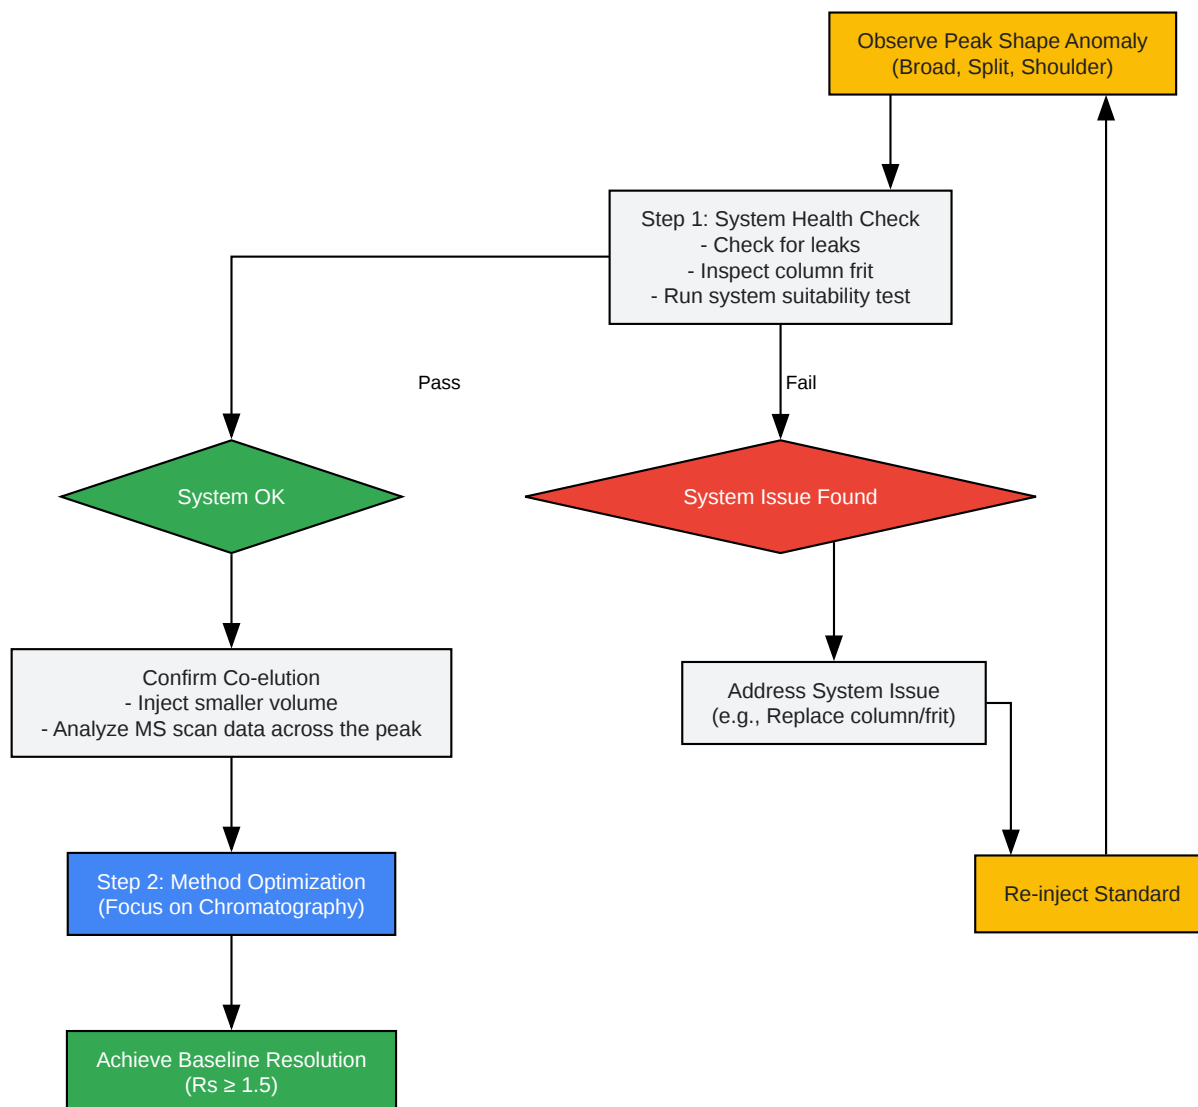 Observe Peak Shape Anomaly
(Broad, Split, Shoulder)
Step 1: System Health Check
- Check for leaks
- Inspect column frit
- Run system suitability test
Pass
Fail
System OK
System Issue Found
Confirm Co-elution
- Inject smaller volume
- Analyze MS scan data across the peak
Address System Issue
(e.g., Replace column/frit)
Step 2: Method Optimization
(Focus on Chromatography)
Re-inject Standard
Achieve Baseline Resolution
(Rs ≥ 1.5)